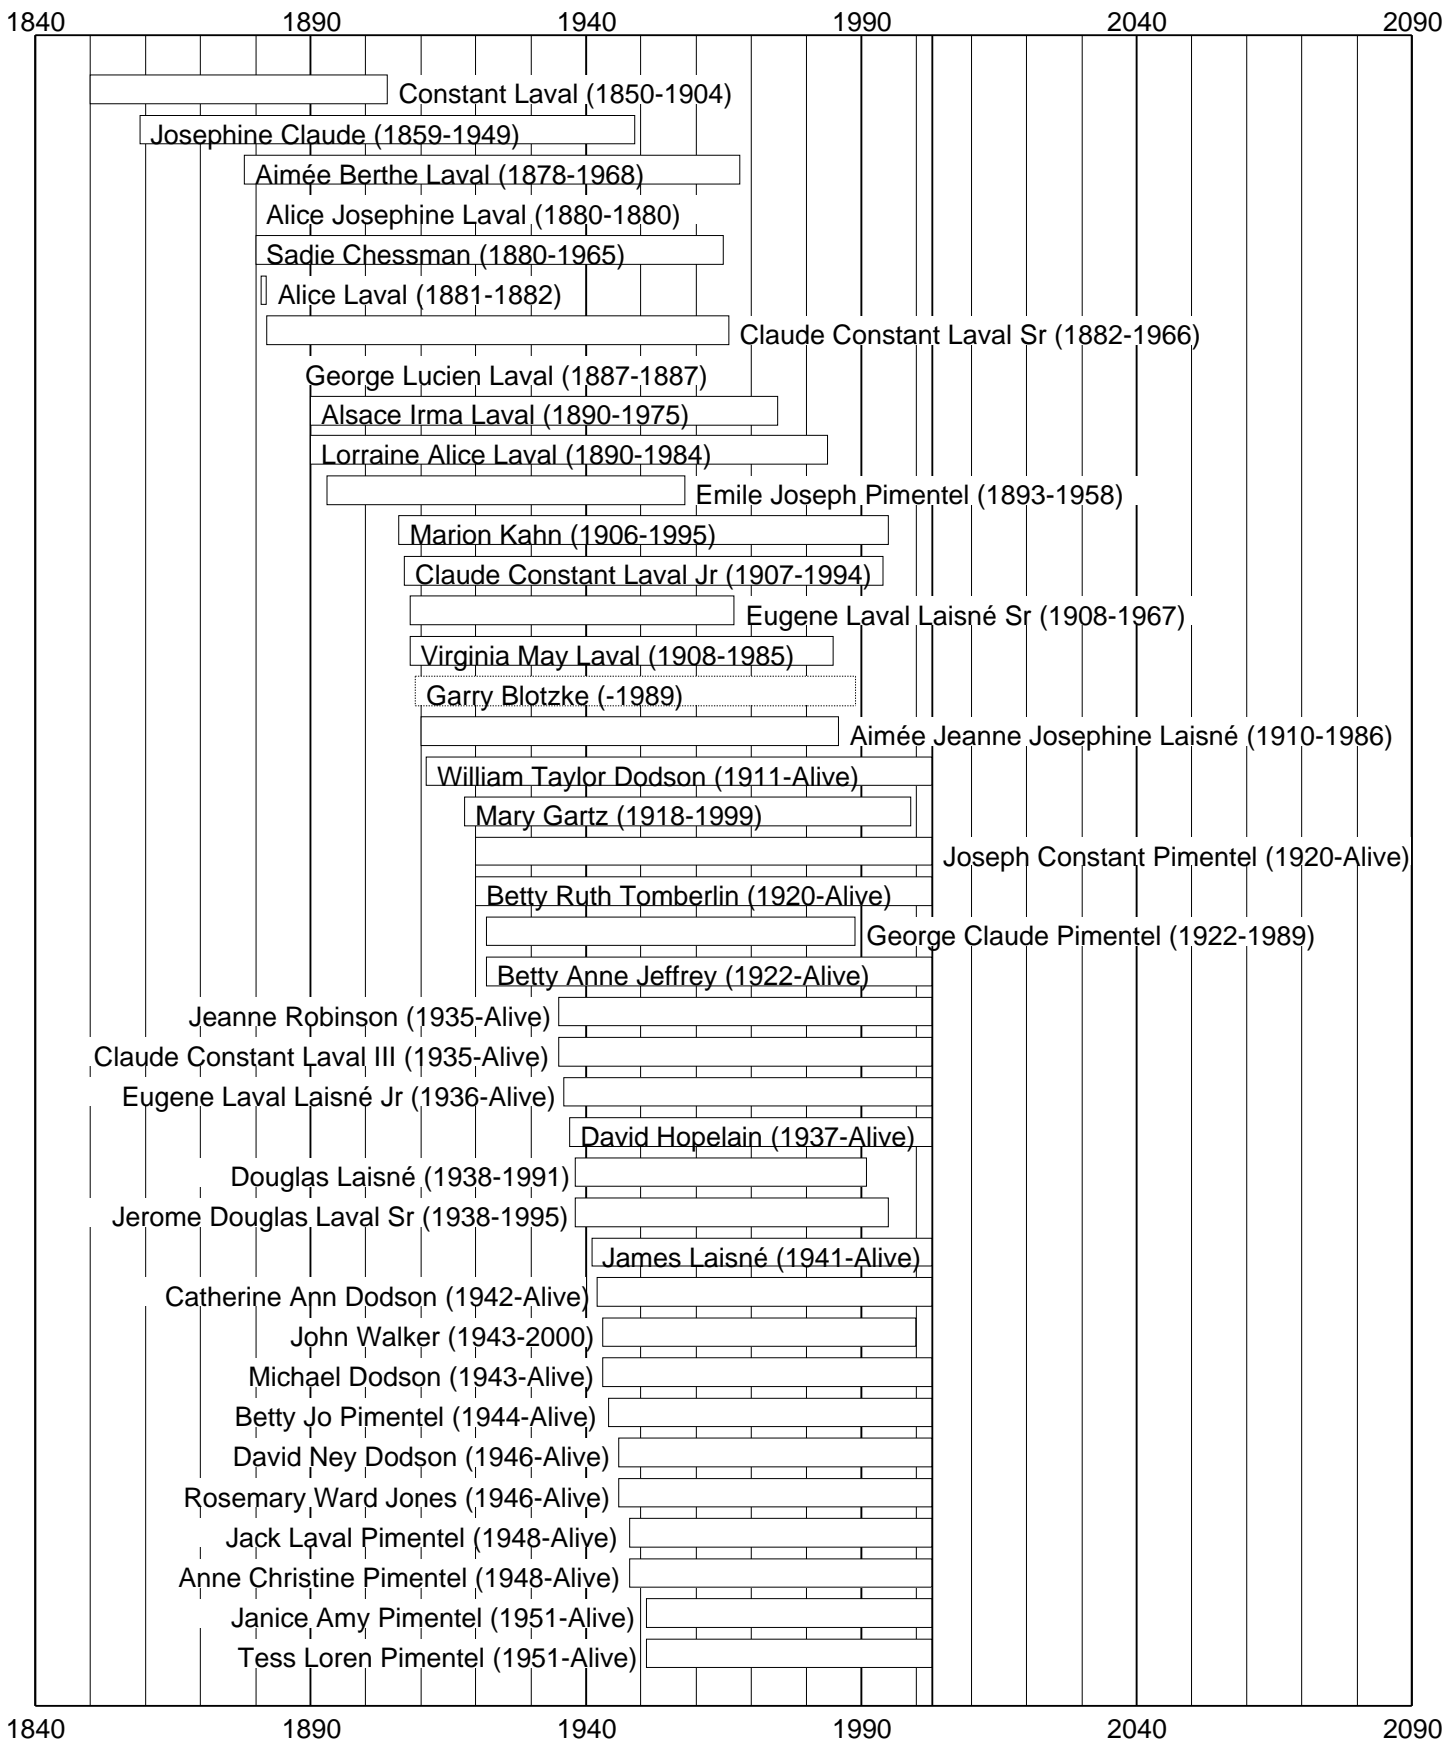 1840 1890 1940 1990 2040 2090
Constant Laval (1850-1904)
Josephine Claude (1859-1949)
Aimée Berthe Laval (1878-1968)
Alice Josephine Laval (1880-1880)
Sadie Chessman (1880-1965)
Alice Laval (1881-1882)
Claude Constant Laval Sr (1882-1966)
George Lucien Laval (1887-1887)
Alsace Irma Laval (1890-1975)
Lorraine Alice Laval (1890-1984)
Emile Joseph Pimentel (1893-1958)
Marion Kahn (1906-1995)
Claude Constant Laval Jr (1907-1994)
Eugene Laval Laisné Sr (1908-1967)
Virginia May Laval (1908-1985)
Garry Blotzke (-1989)
Aimée Jeanne Josephine Laisné (1910-1986)
William Taylor Dodson (1911-Alive)
Mary Gartz (1918-1999)
Joseph Constant Pimentel (1920-Alive)
Betty Ruth Tomberlin (1920-Alive)
George Claude Pimentel (1922-1989)
Betty Anne Jeffrey (1922-Alive)
Jeanne Robinson (1935-Alive)
Claude Constant Laval III (1935-Alive)
Eugene Laval Laisné Jr (1936-Alive)
David Hopelain (1937-Alive)
Douglas Laisné (1938-1991)
Jerome Douglas Laval Sr (1938-1995)
James Laisné (1941-Alive)
Catherine Ann Dodson (1942-Alive)
John Walker (1943-2000)
Michael Dodson (1943-Alive)
Betty Jo Pimentel (1944-Alive)
David Ney Dodson (1946-Alive)
Rosemary Ward Jones (1946-Alive)
Jack Laval Pimentel (1948-Alive)
Anne Christine Pimentel (1948-Alive)
Janice Amy Pimentel (1951-Alive)
Tess Loren Pimentel (1951-Alive)
1840 1890 1940 1990 2040 2090